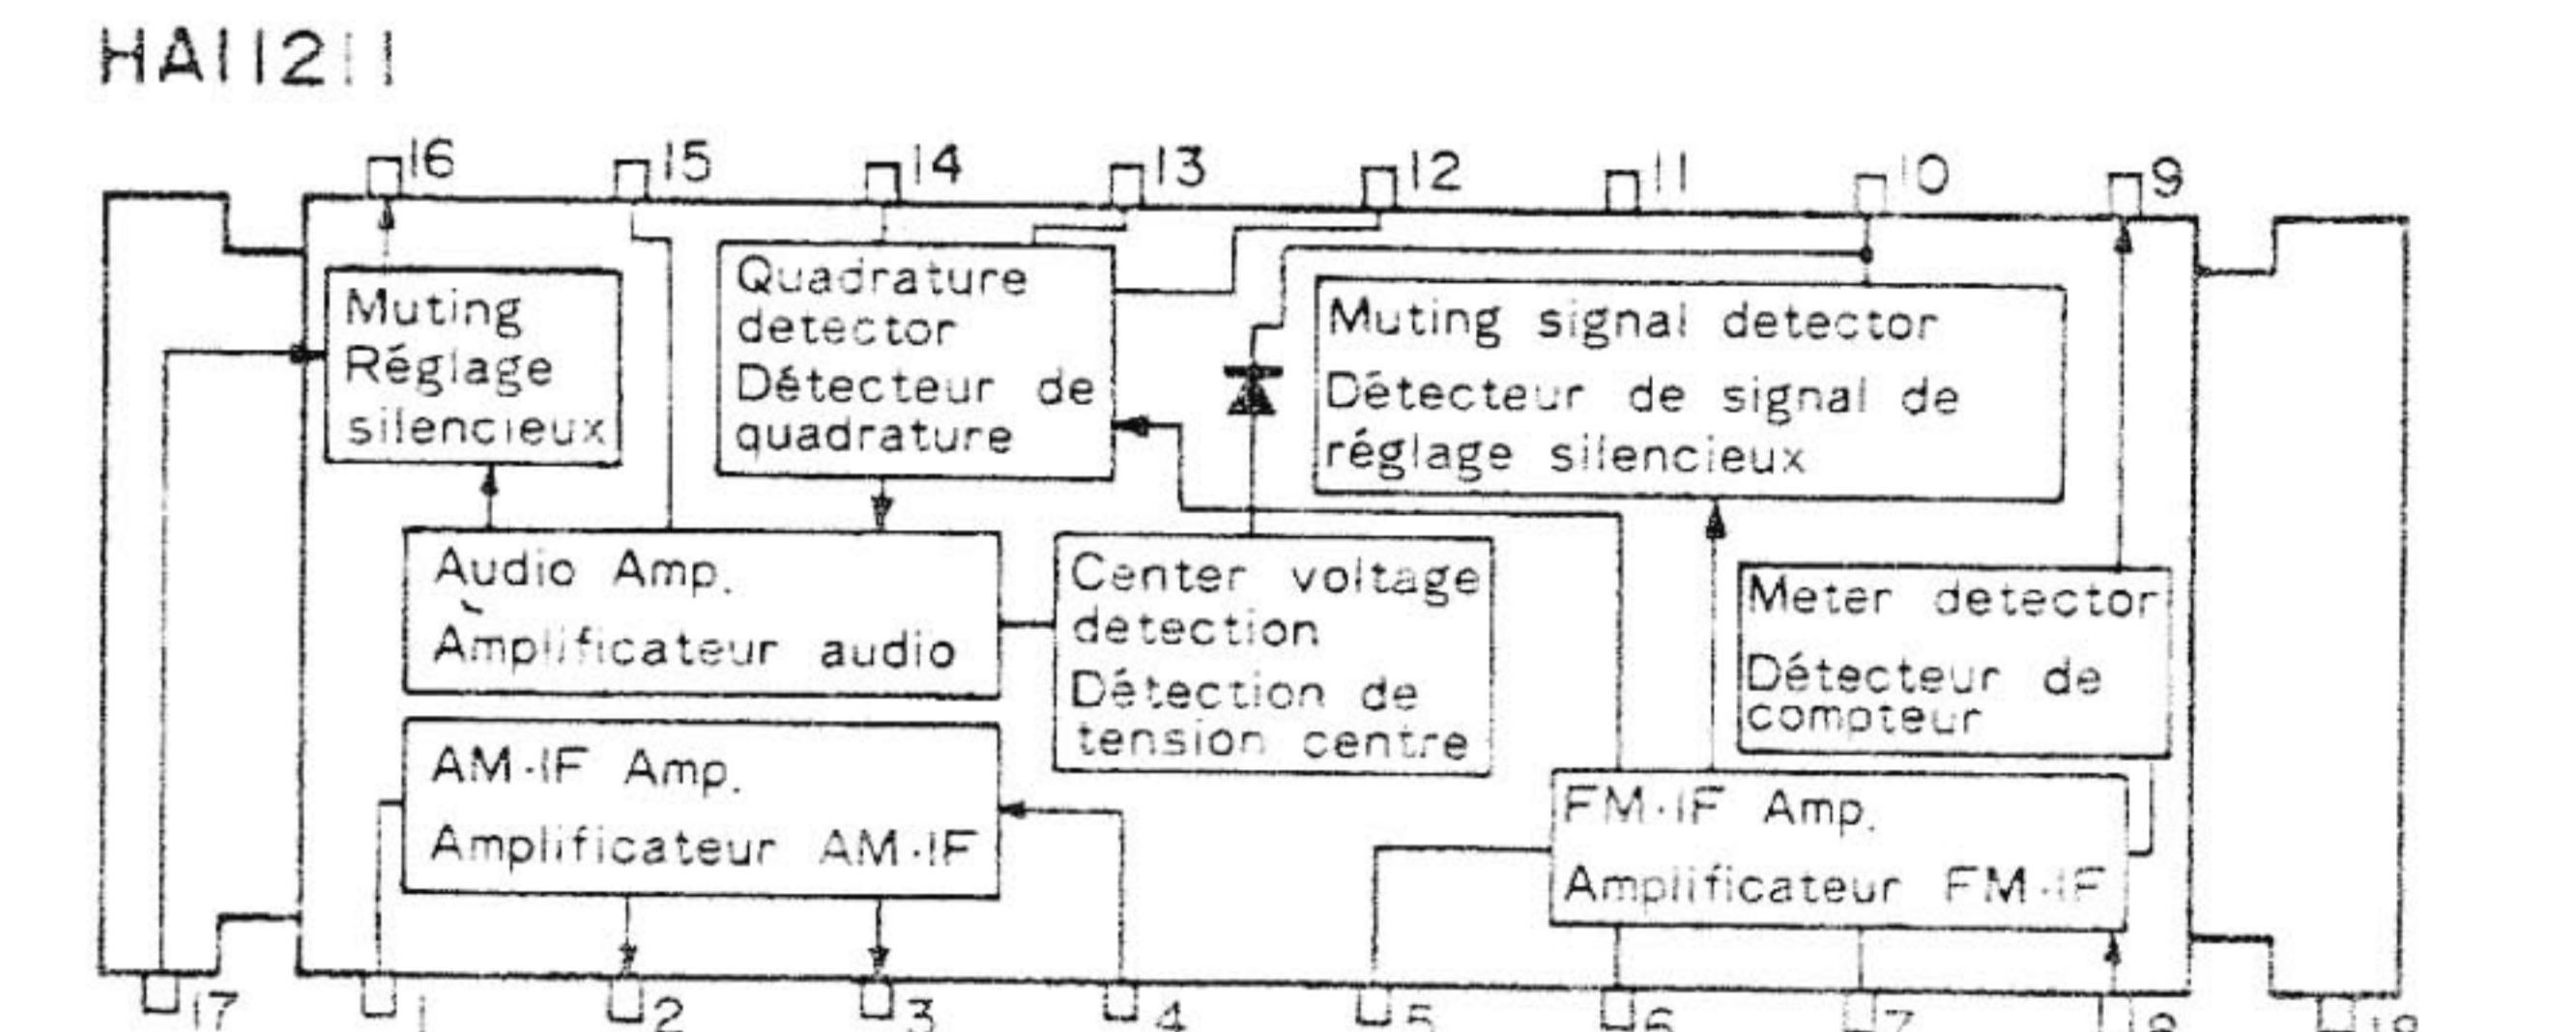 HA11211
16
15
14
13
12
11
10
9
Muting
Réglage
silencieux
Quadrature
detector
Détecteur de
quadrature
Muting signal detector
Détecteur de signal de
réglage silencieux
Audio Amp.
Amplificateur audio
Center voltage
detection
Détection de
tension centre
Meter detector
Détecteur de
compteur
AM·IF Amp.
Amplificateur AM·IF
FM·IF Amp.
Amplificateur FM·IF
17
1
2
3
4
5
6
7
8
18